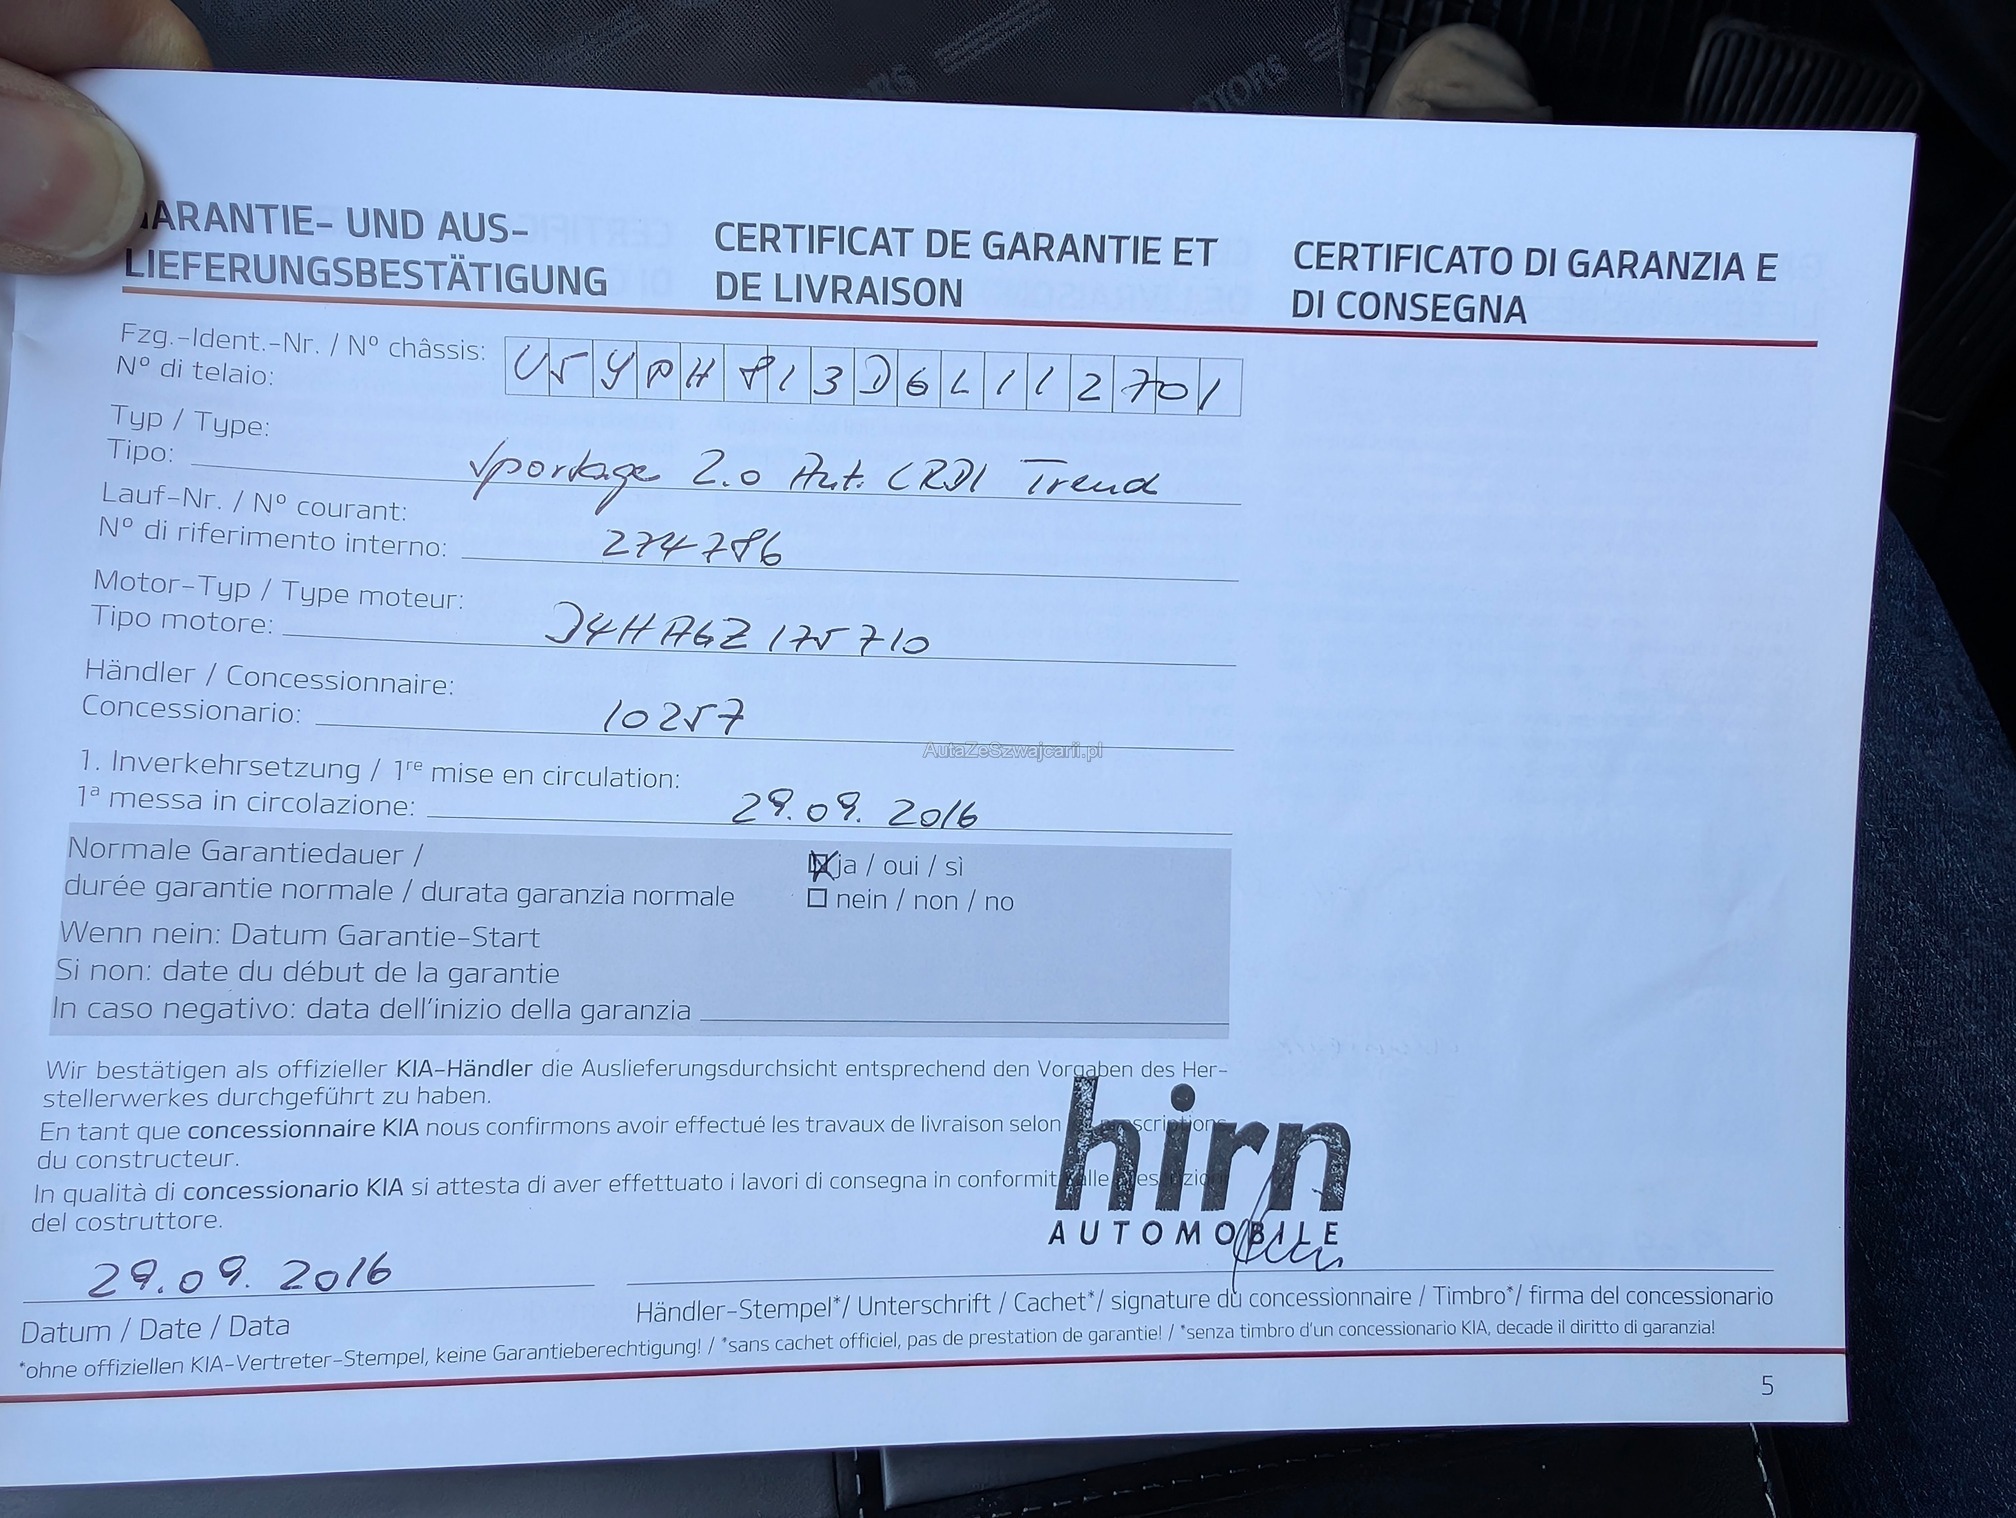 ARANTIE- UND AUS-
LIEFERUNGSBESTÄTIGUNG
CERTIFICAT DE GARANTIE ET
DE LIVRAISON
CERTIFICATO DI GARANZIA E
DI CONSEGNA
Fzg.-Ident.-Nr. / Nº châssis:
Nº di telaio: U5YPH813DGL112701
Typ / Type:
Tipo: Sportage 2.0 Aut. CRDI Trend
Lauf-Nr. / Nº courant:
Nº di riferimento interno: 274786
Motor-Typ / Type moteur:
Tipo motore: D4HAGZ175710
Händler / Concessionnaire:
Concessionario: 10257
AutaZeSzwajcarii.pl
1. Inverkehrsetzung / 1re mise en circulation:
1ª messa in circolazione: 29.09.2016
Normale Garantiedauer /
durée garantie normale / durata garanzia normale
ja / oui / sì
nein / non / no
Wenn nein: Datum Garantie-Start
Si non: date du début de la garantie
In caso negativo: data dell'inizio della garanzia
Wir bestätigen als offizieller KIA-Händler die Auslieferungsdurchsicht entsprechend den Vorgaben des Her-
stellerwerkes durchgeführt zu haben.
En tant que concessionnaire KIA nous confirmons avoir effectué les travaux de livraison selon
du constructeur.
In qualità di concessionario KIA si attesta di aver effettuato i lavori di consegna in conformit
del costruttore.
hirn
AUTOMOBILE
29.09.2016
Datum / Date / Data
Händler-Stempel*/ Unterschrift / Cachet*/ signature du concessionnaire / Timbro*/ firma del concessionario
*ohne offiziellen KIA-Vertreter-Stempel, keine Garantieberechtigung! / *sans cachet officiel, pas de prestation de garantie! / *senza timbro d'un concessionario KIA, decade il diritto di garanzia!
5